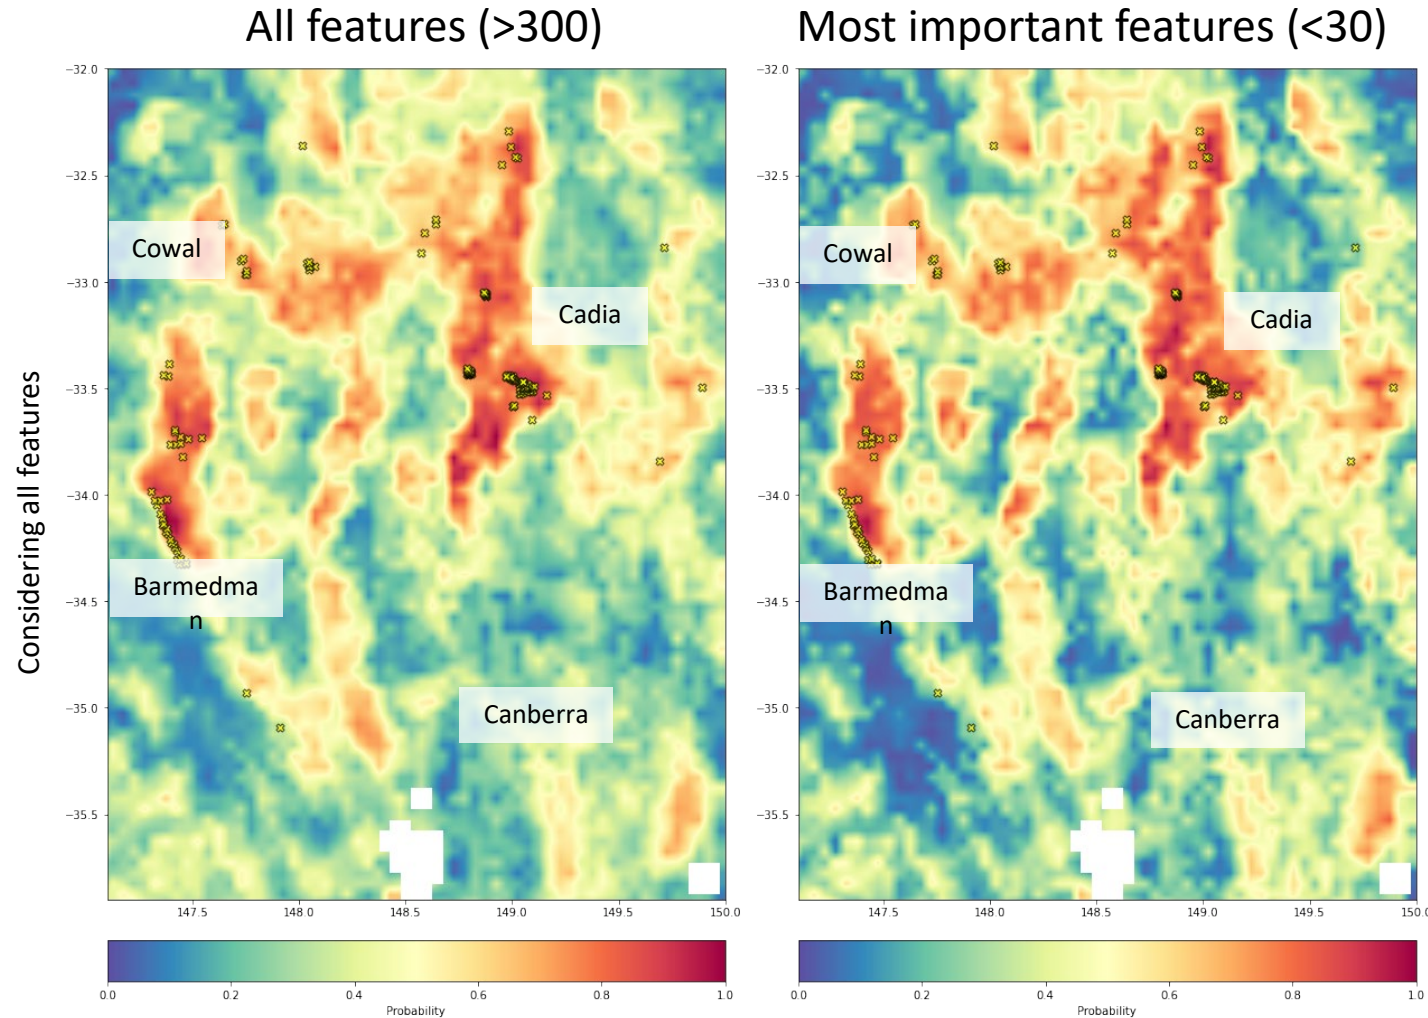 All features (>300)
Most important features (<30)
Considering all features
−32.0
−32.5
−33.0
−33.5
−34.0
−34.5
−35.0
−35.5
Cowal
Cadia
Barmedma
n
Canberra
147.5 148.0 148.5 149.0 149.5 150.0
0.0 0.2 0.4 0.6 0.8 1.0
Probability
−32.0
−32.5
−33.0
−33.5
−34.0
−34.5
−35.0
−35.5
Cowal
Cadia
Barmedma
n
Canberra
147.5 148.0 148.5 149.0 149.5 150.0
0.0 0.2 0.4 0.6 0.8 1.0
Probability